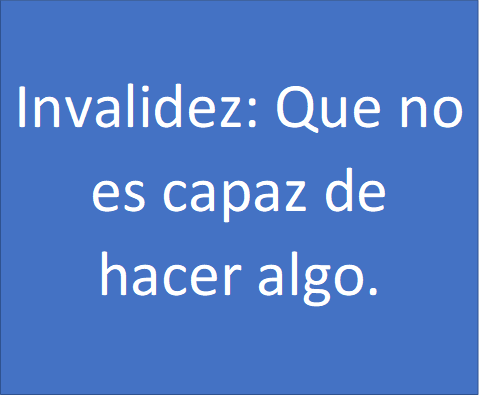 Invalidez: Que no
es capaz de
hacer algo.